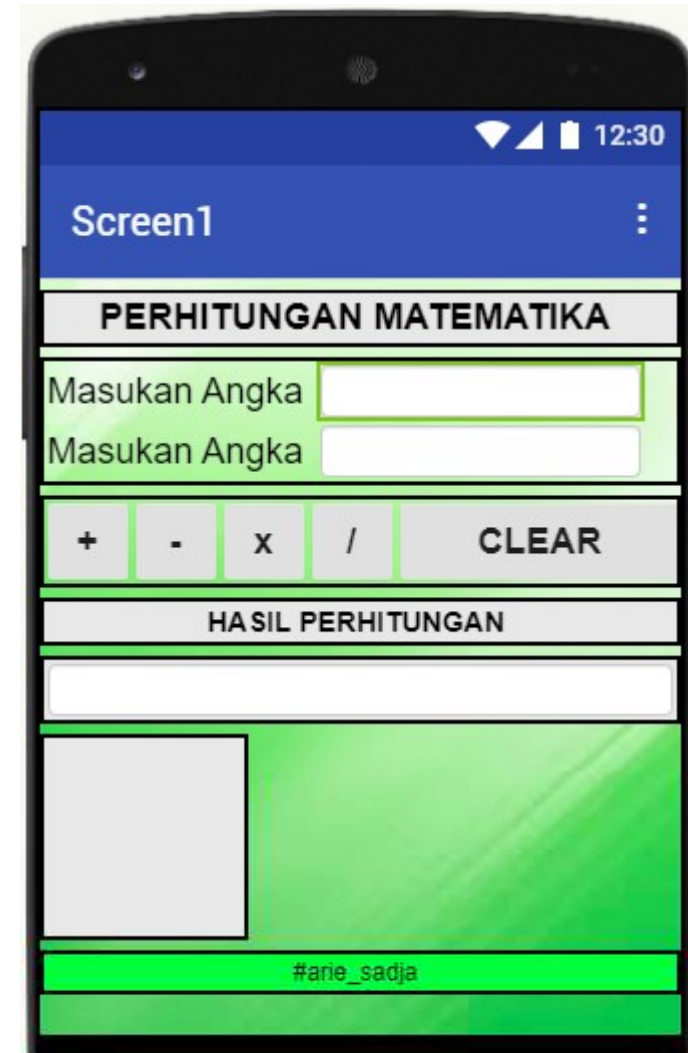 12:30
Screen1
PERHITUNGAN MATEMATIKA
Masukan Angka
Masukan Angka
+ - x / CLEAR
HASIL PERHITUNGAN
#arie_sadja